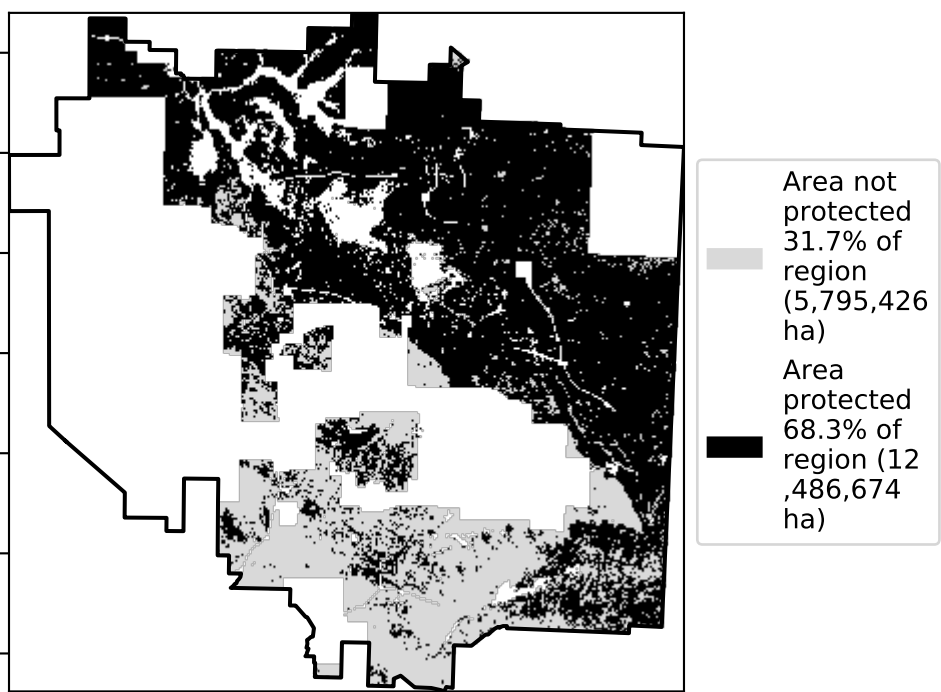 Area not
protected
31.7% of
region
(5,795,426
ha)
Area
protected
68.3% of
region (12
,486,674
ha)